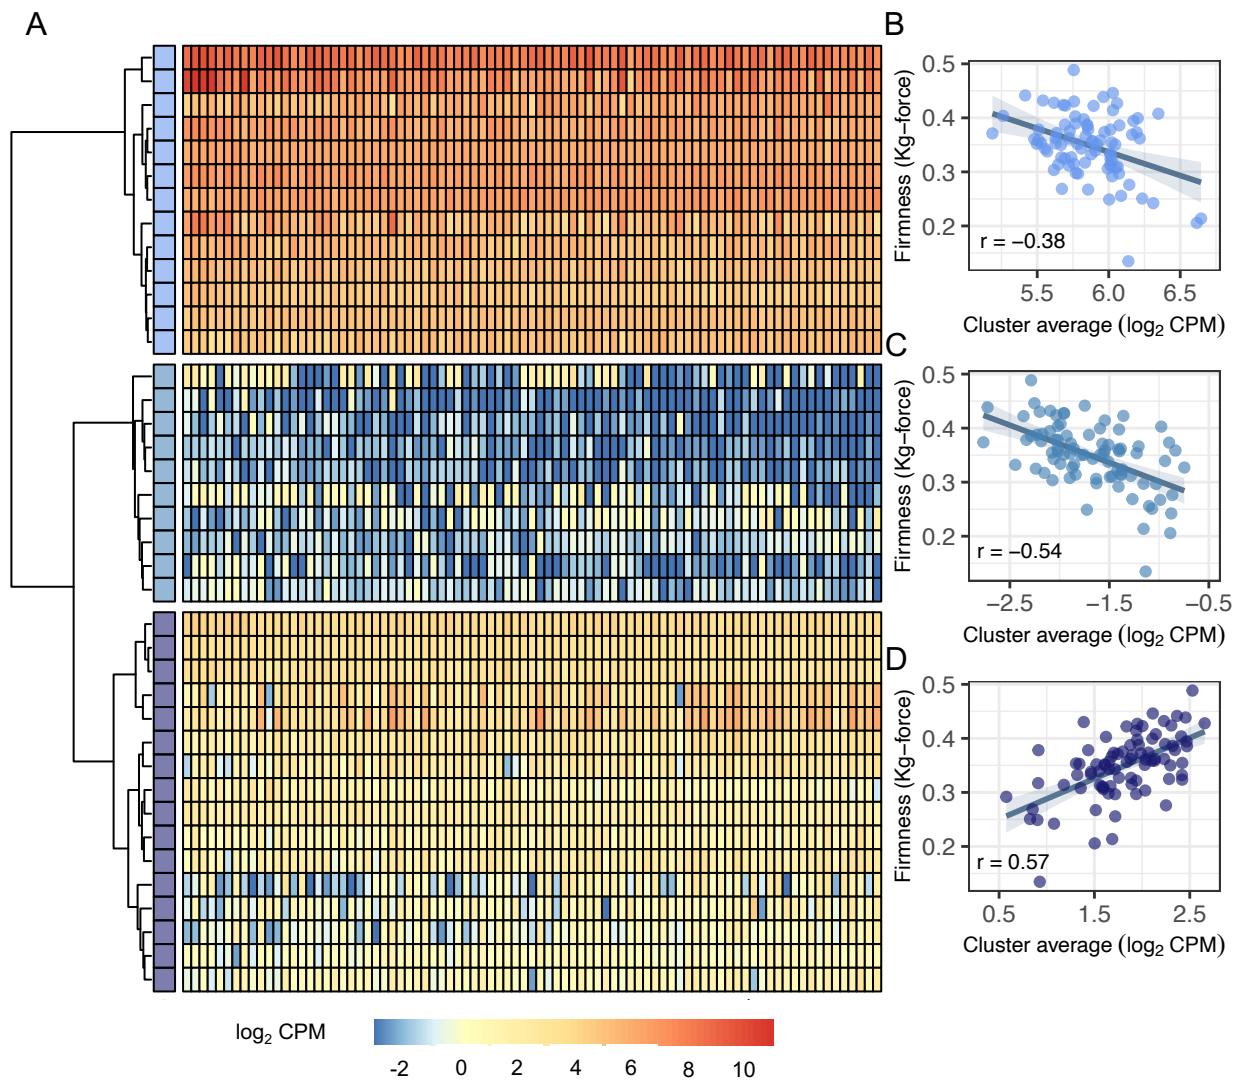 A
B
Firmness (Kg−force)
0.5
0.4
0.3
0.2
r = −0.38
5.5 6.0 6.5
Cluster average (log₂ CPM)
C
Firmness (Kg−force)
0.5
0.4
0.3
0.2
r = −0.54
−2.5 −1.5 −0.5
Cluster average (log₂ CPM)
D
Firmness (Kg−force)
0.5
0.4
0.3
0.2
r = 0.57
0.5 1.5 2.5
Cluster average (log₂ CPM)
log₂ CPM
-2 0 2 4 6 8 10